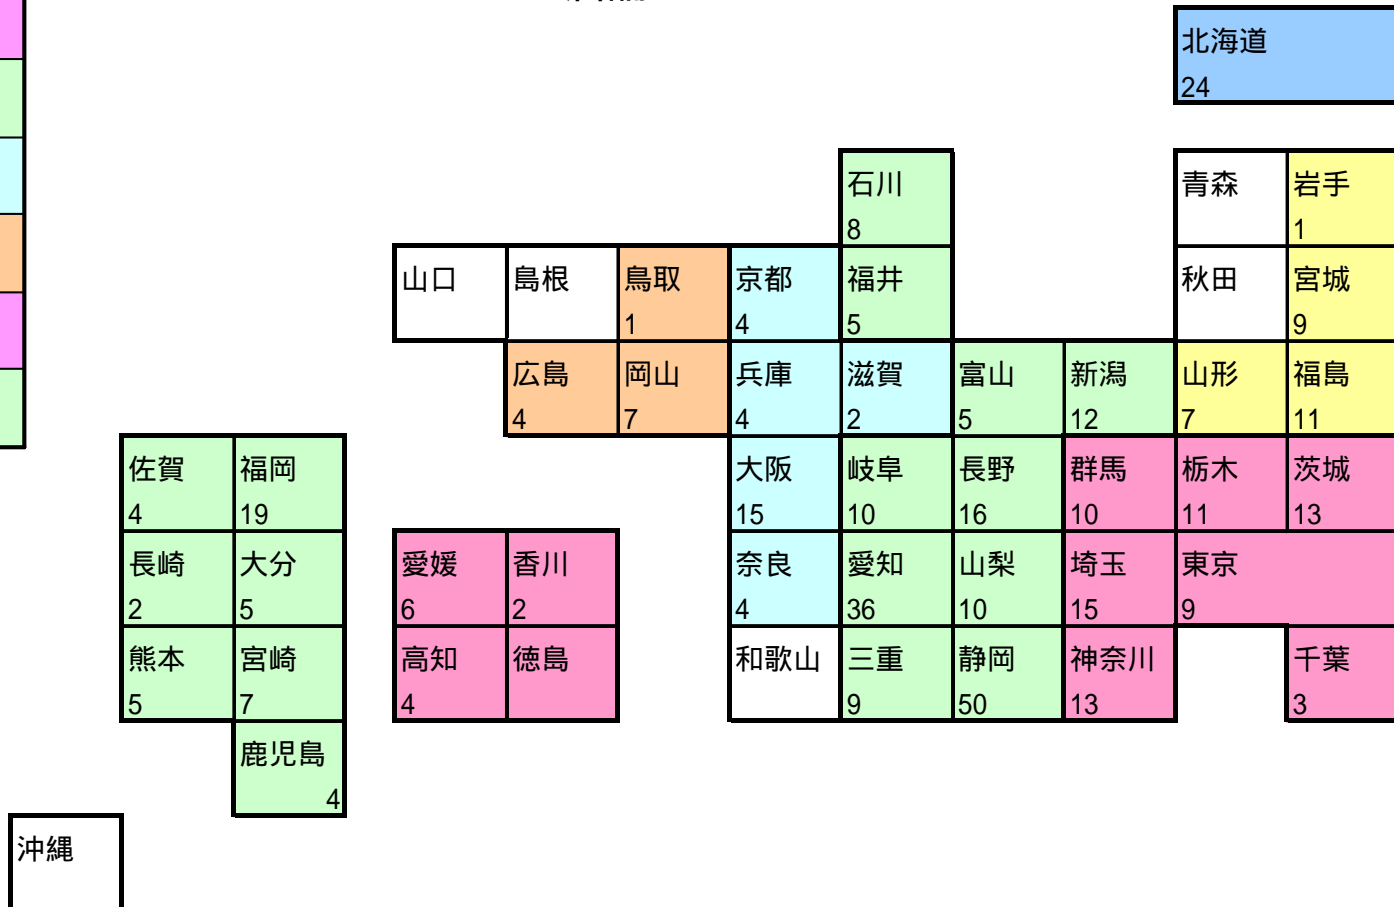 北海道
24
石川
8
青森
岩手
1
山口
島根
鳥取
1
京都
4
福井
5
秋田
宮城
9
広島
4
岡山
7
兵庫
4
滋賀
2
富山
5
新潟
12
山形
7
福島
11
佐賀
4
福岡
19
大阪
15
岐阜
10
長野
16
群馬
10
栃木
11
茨城
13
長崎
2
大分
5
愛媛
6
香川
2
奈良
4
愛知
36
山梨
10
埼玉
15
東京
9
熊本
5
宮崎
7
高知
4
徳島
和歌山
三重
9
静岡
50
神奈川
13
千葉
3
鹿児島
4
沖縄